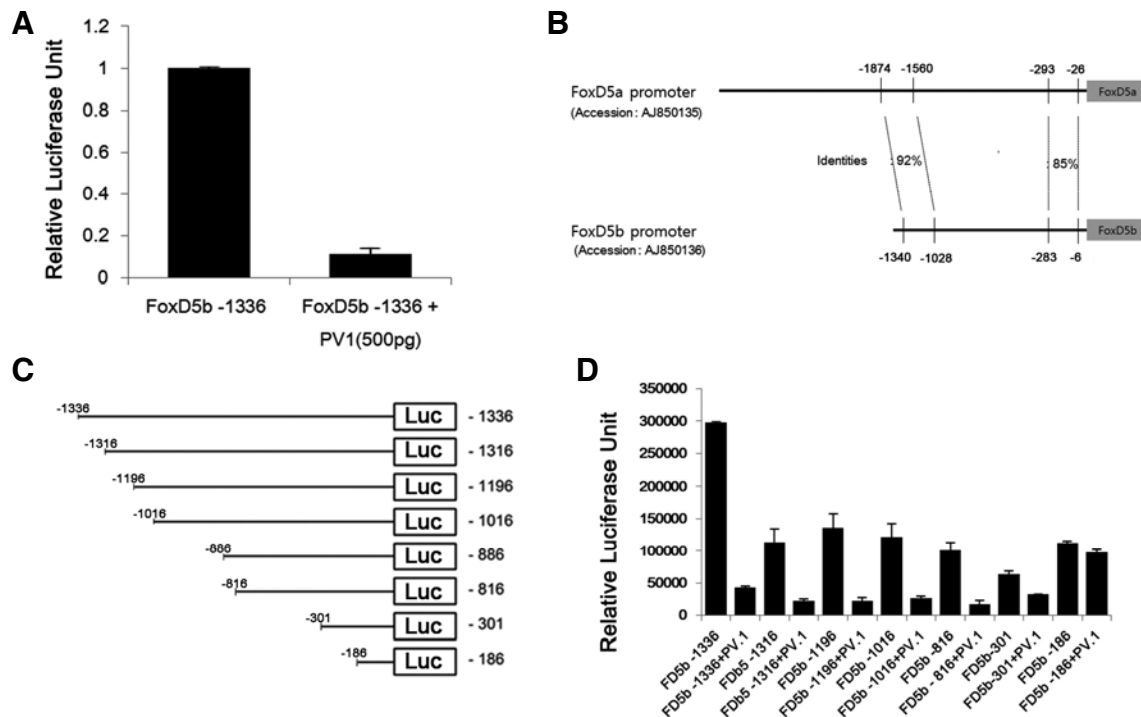 A
Relative Luciferase Unit
1.2
1
0.8
0.6
0.4
0.2
0
FoxD5b -1336
FoxD5b -1336 +
PV1(500pg)
B
-1874
-1560
-293
-26
FoxD5a promoter
(Accession : AJ850135)
FoxD5a
Identities
: 92%
: 85%
FoxD5b promoter
(Accession : AJ850136)
FoxD5b
-1340
-1028
-283
-6
C
-1336
Luc
- 1336
-1316
Luc
- 1316
-1196
Luc
- 1196
-1016
Luc
- 1016
-886
Luc
- 886
-816
Luc
- 816
-301
Luc
- 301
-186
Luc
- 186
D
Relative Luciferase Unit
350000
300000
250000
200000
150000
100000
50000
0
FD5b -1336
FD5b -1336+PV.1
FDb5 -1316
FDb5 -1316+PV.1
FD5b -1196
FD5b -1196+PV.1
FD5b -1016
FD5b -1016+PV.1
FD5b -816
FD5b - 816+PV.1
FD5b-301
FD5b-301+PV.1
FD5b -186
FD5b -186+PV.1